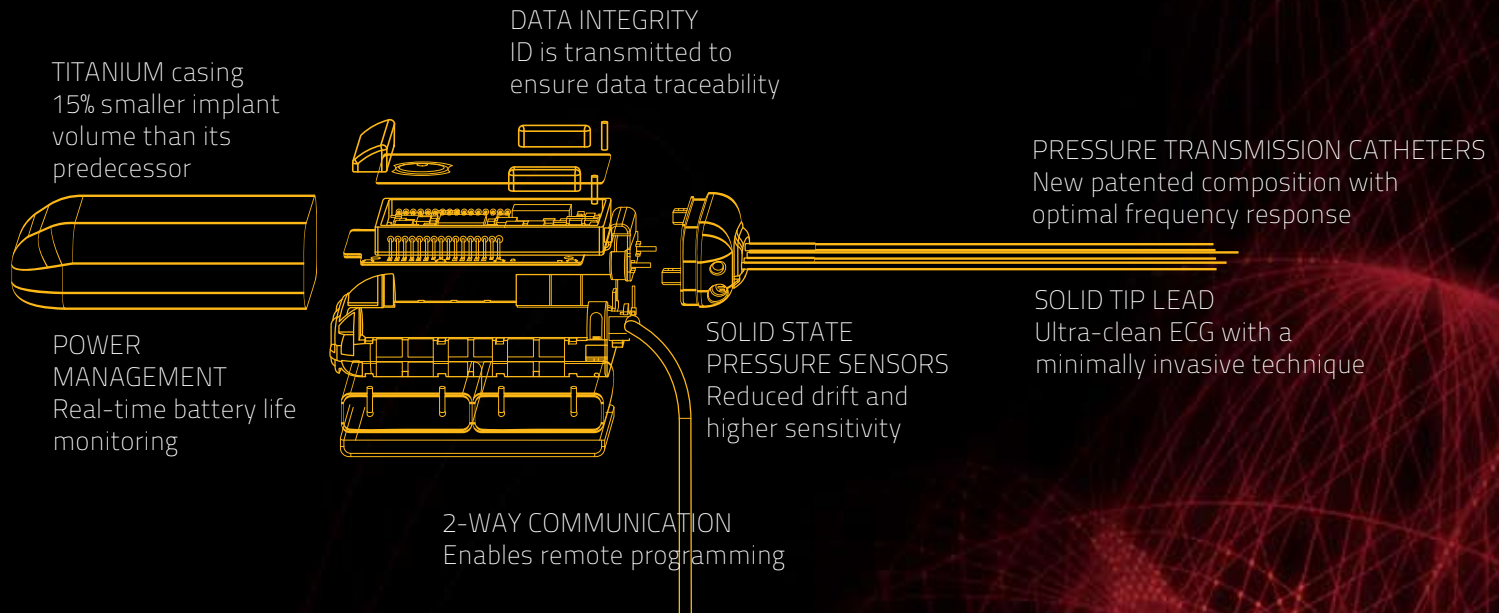 DATA INTEGRITY
ID is transmitted to
ensure data traceability
TITANIUM casing
15% smaller implant
volume than its
predecessor
PRESSURE TRANSMISSION CATHETERS
New patented composition with
optimal frequency response
POWER
MANAGEMENT
Real-time battery life
monitoring
SOLID STATE
PRESSURE SENSORS
Reduced drift and
higher sensitivity
SOLID TIP LEAD
Ultra-clean ECG with a
minimally invasive technique
2-WAY COMMUNICATION
Enables remote programming